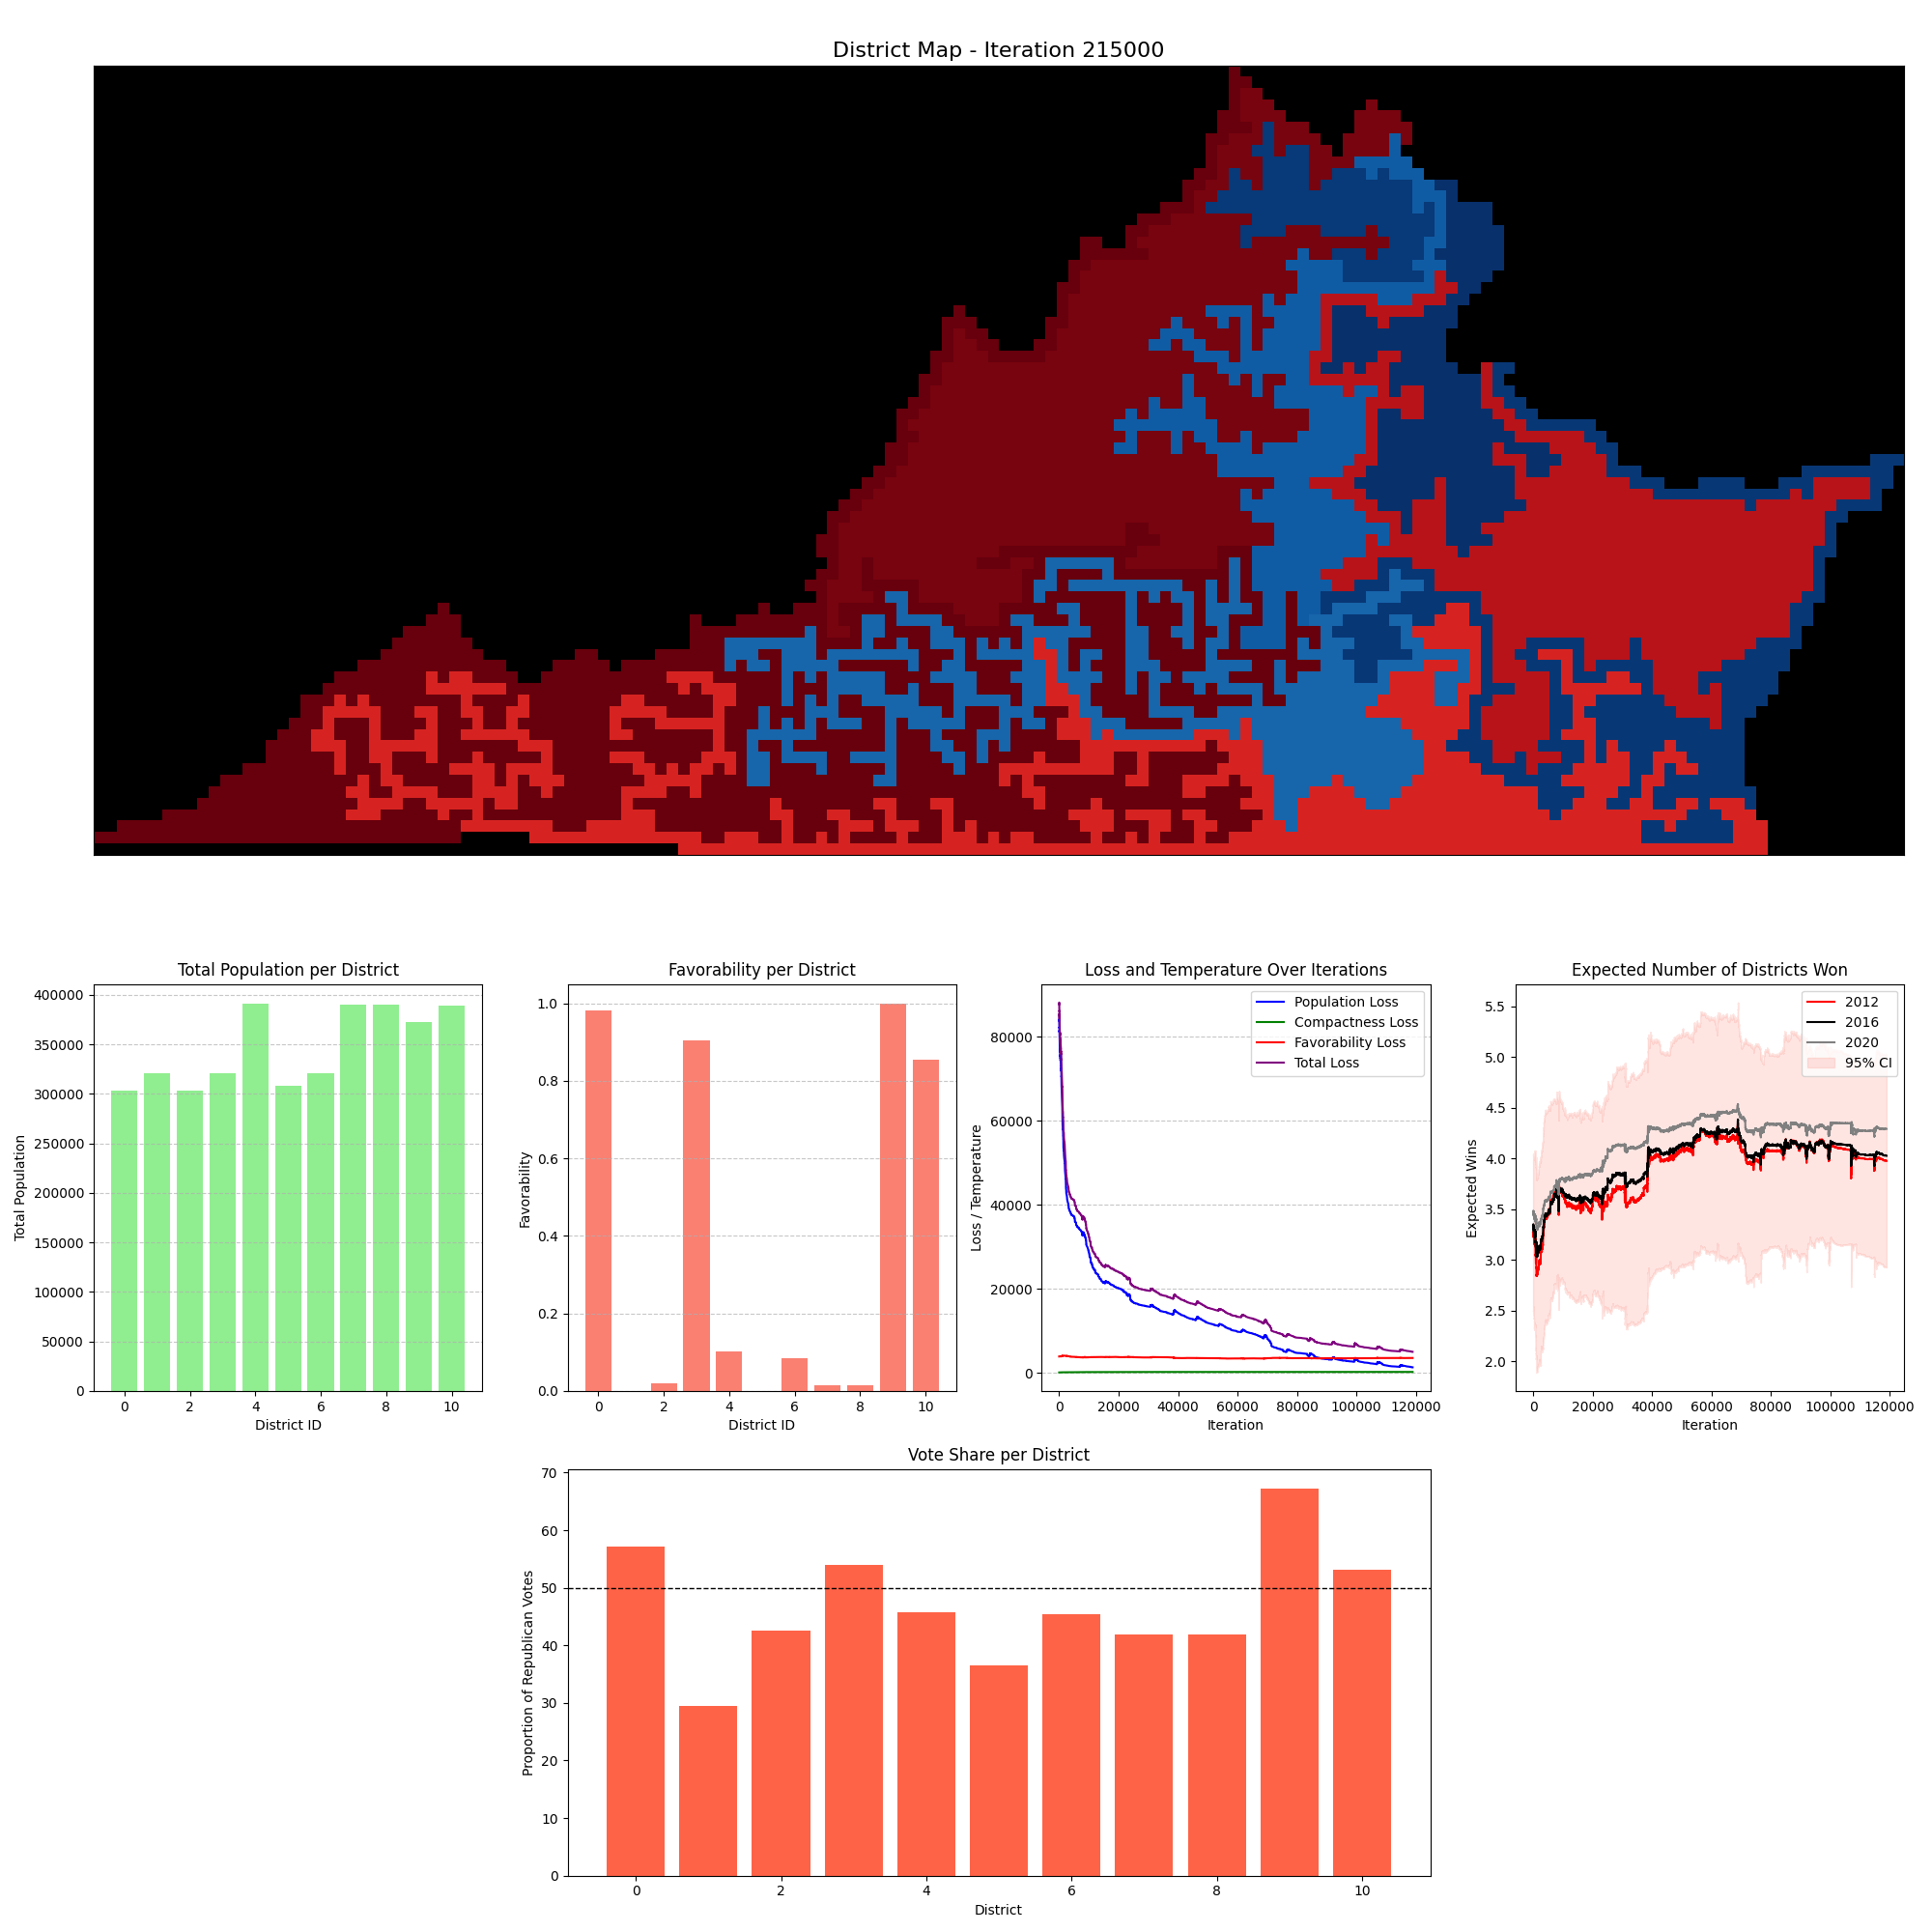 District Map - Iteration 215000
Total Population per District
Total Population
400000
350000
300000
250000
200000
150000
100000
50000
0
0 2 4 6 8 10
District ID
Favorability per District
Favorability
1.0
0.8
0.6
0.4
0.2
0.0
0 2 4 6 8 10
District ID
Loss and Temperature Over Iterations
Loss / Temperature
80000
60000
40000
20000
0
Population Loss
Compactness Loss
Favorability Loss
Total Loss
0 20000 40000 60000 80000 100000 120000
Iteration
Expected Number of Districts Won
Expected Wins
5.5
5.0
4.5
4.0
3.5
3.0
2.5
2.0
2012
2016
2020
95% CI
0 20000 40000 60000 80000 100000 120000
Iteration
Vote Share per District
Proportion of Republican Votes
70
60
50
40
30
20
10
0
0 2 4 6 8 10
District